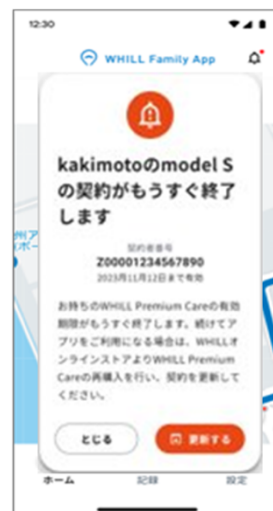 12:30
WHILL Family App
kakimotoのmodel S
の契約がもうすぐ終了
します
契約者番号
Z00001234567890
2023年11月12日まで有効
お持ちのWHILL Premium Careの有効
期限がもうすぐ終了します。続けてア
プリをご利用になる場合は、WHILLオ
ンラインストアよりWHILL Premium
Careの再購入を行い、契約を更新して
ください。
とじる
更新する
ホーム
記録
設定